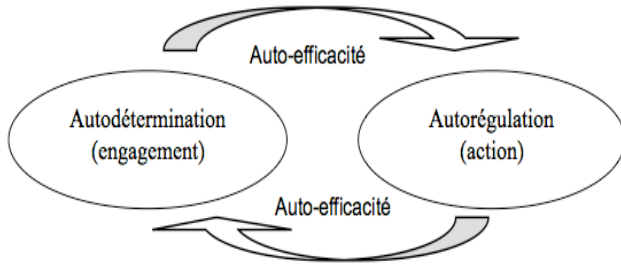 Auto-efficacité
Autodétermination
(engagement)
Autorégulation
(action)
Auto-efficacité